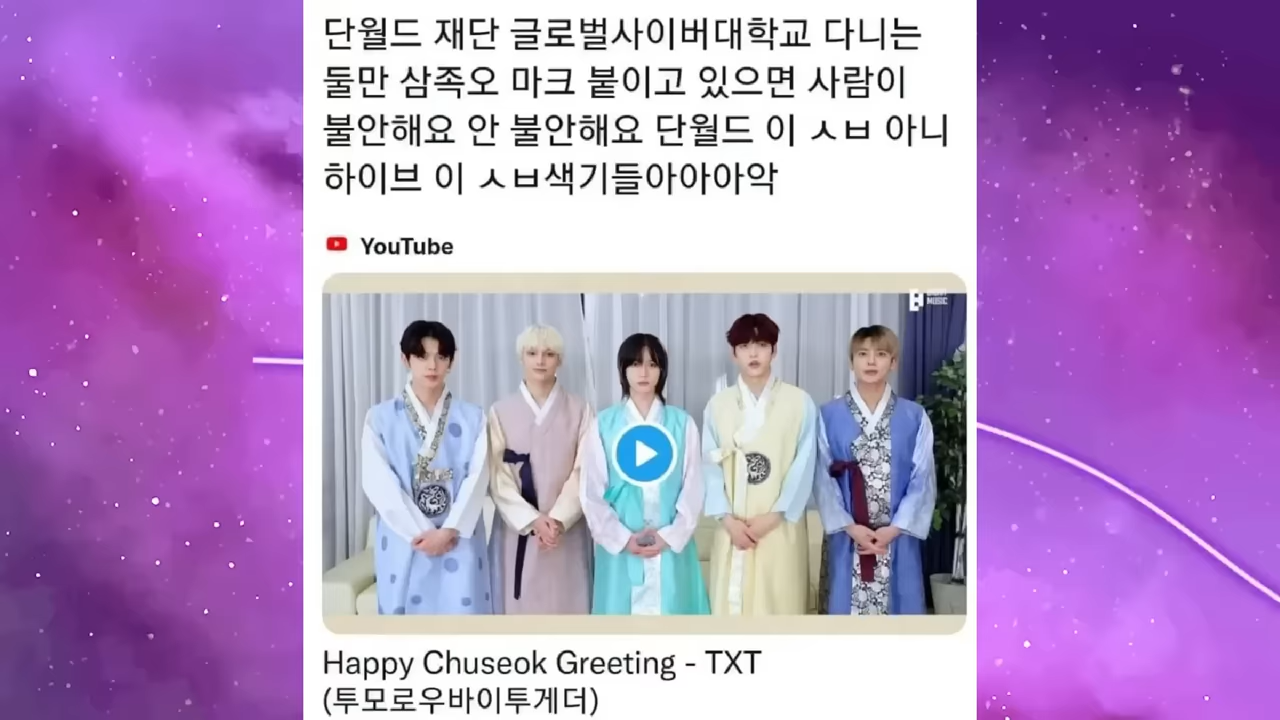 단월드 재단 글로벌사이버대학교 다니는
둘만 삼족오 마크 붙이고 있으면 사람이
불안해요 안 불안해요 단월드 이 ㅅㅂ 아니
하이브 이 ㅅㅂ색기들아아아악
YouTube
MUSIC
Happy Chuseok Greeting - TXT
(투모로우바이투게더)